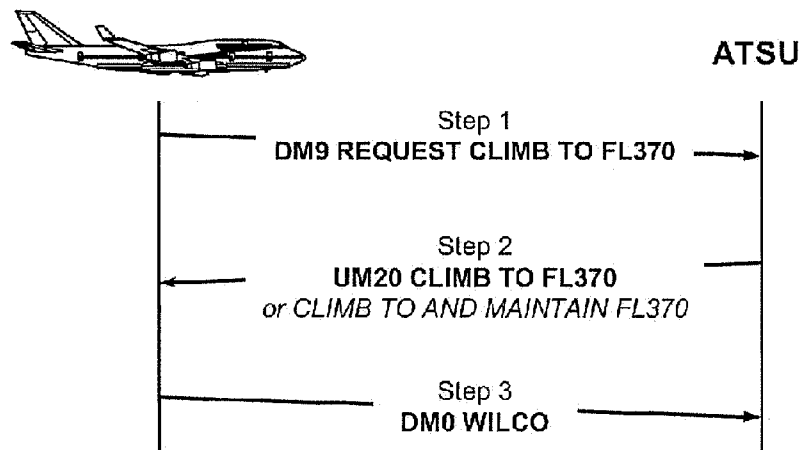 ATSU
Step 1
DM9 REQUEST CLIMB TO FL370
Step 2
UM20 CLIMB TO FL370
or CLIMB TO AND MAINTAIN FL370
Step 3
DM0 WILCO